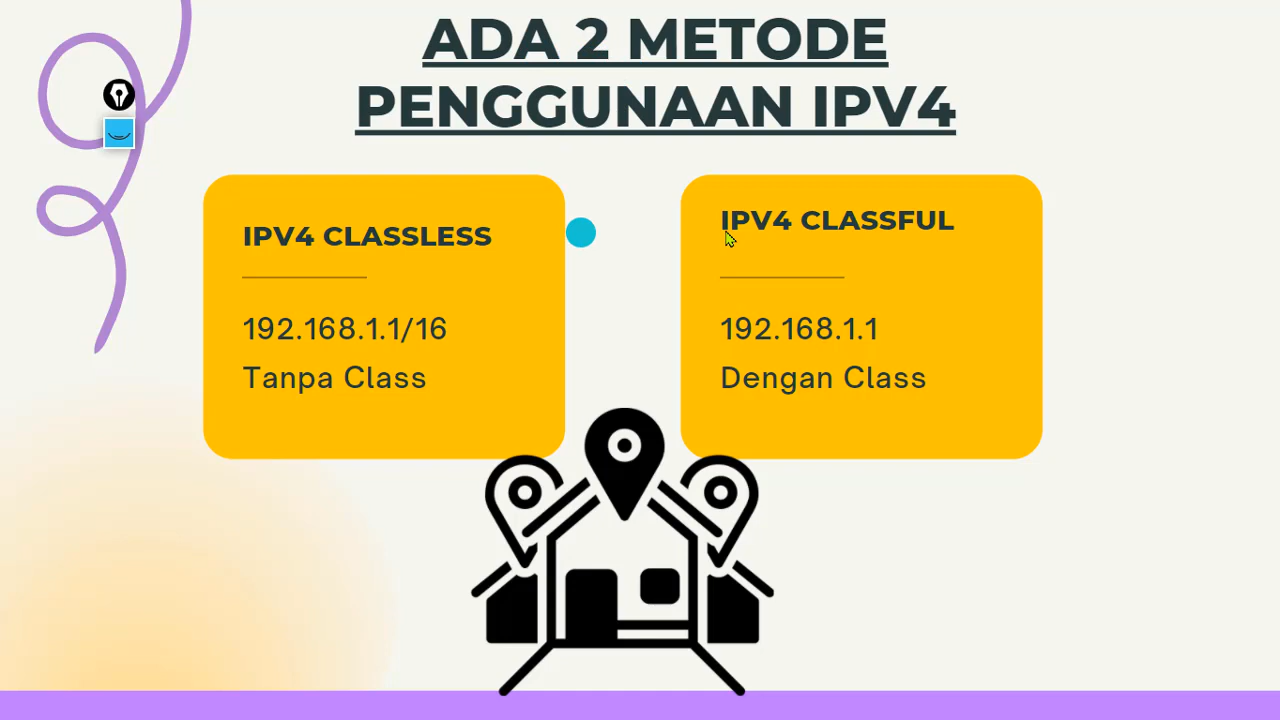 ADA 2 METODE
PENGGUNAAN IPV4
IPV4 CLASSLESS
192.168.1.1/16
Tanpa Class
IPV4 CLASSFUL
192.168.1.1
Dengan Class